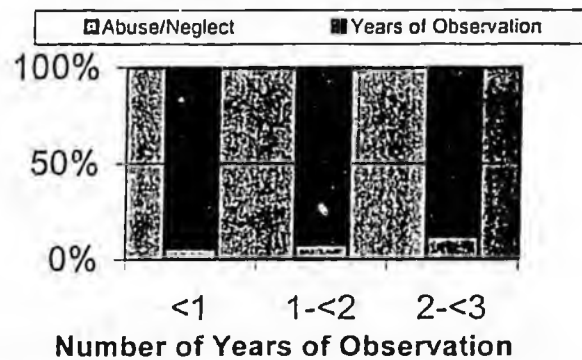 Abuse/Neglect Years of Observation
100%
50%
0%
<1 1-<2 2-<3
Number of Years of Observation